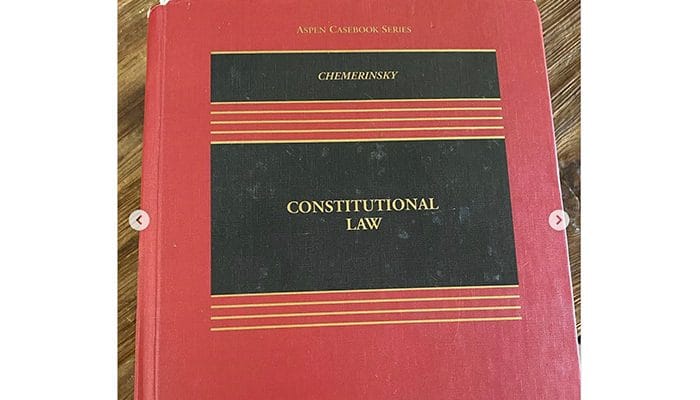 ASPEN CASEBOOK SERIES
CHEMERINSKY
CONSTITUTIONAL
LAW